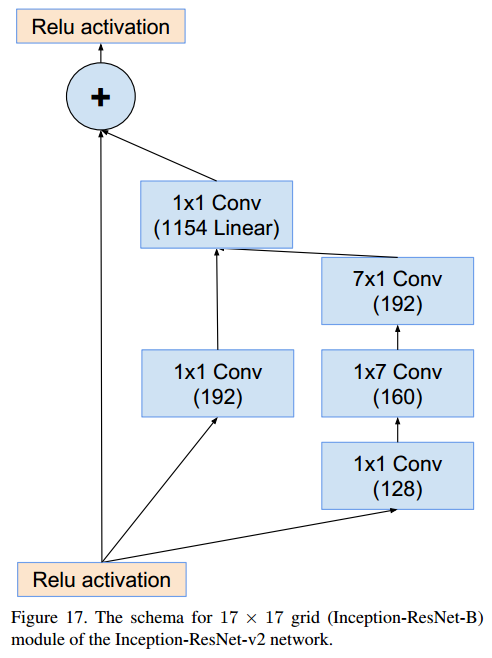 Relu activation
+
1x1 Conv
(1154 Linear)
7x1 Conv
(192)
1x1 Conv
(192)
1x7 Conv
(160)
1x1 Conv
(128)
Relu activation
Figure 17. The schema for 17 × 17 grid (Inception-ResNet-B)
module of the Inception-ResNet-v2 network.